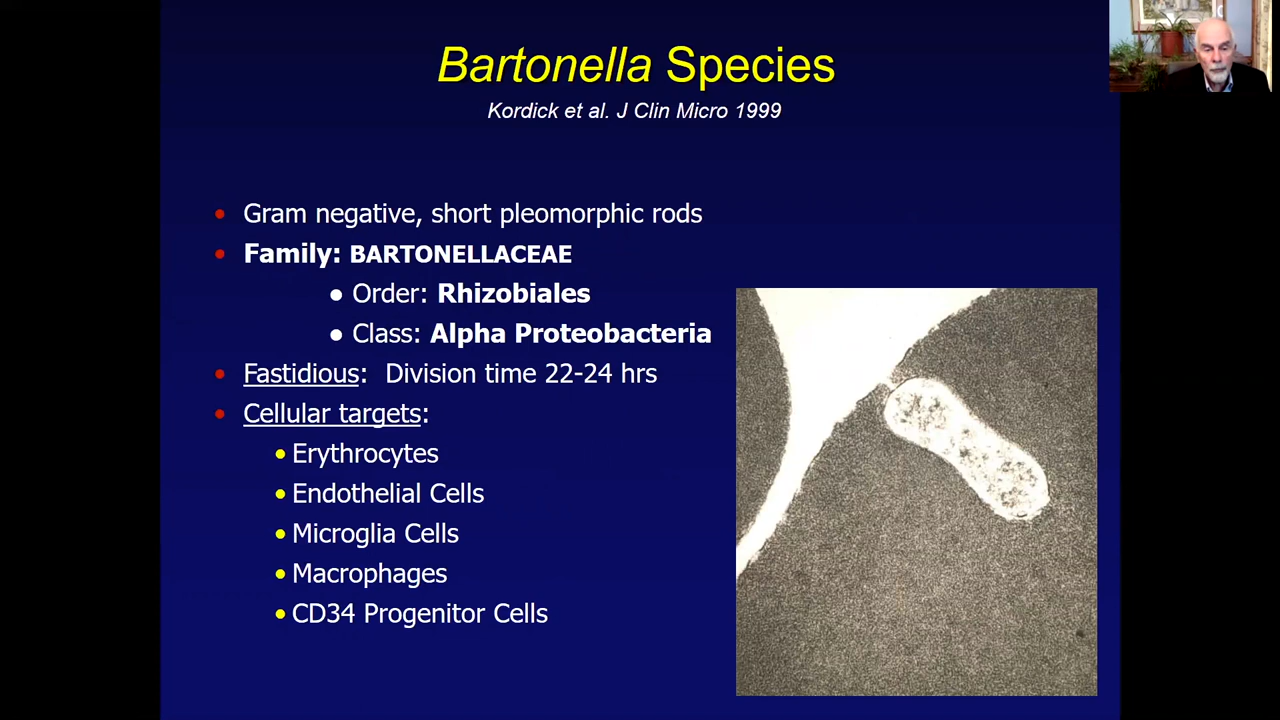 Bartonella Species
Kordick et al. J Clin Micro 1999
• Gram negative, short pleomorphic rods
• Family: BARTONELLACEAE
• Order: Rhizobiales
• Class: Alpha Proteobacteria
• Fastidious: Division time 22-24 hrs
• Cellular targets:
• Erythrocytes
• Endothelial Cells
• Microglia Cells
• Macrophages
• CD34 Progenitor Cells